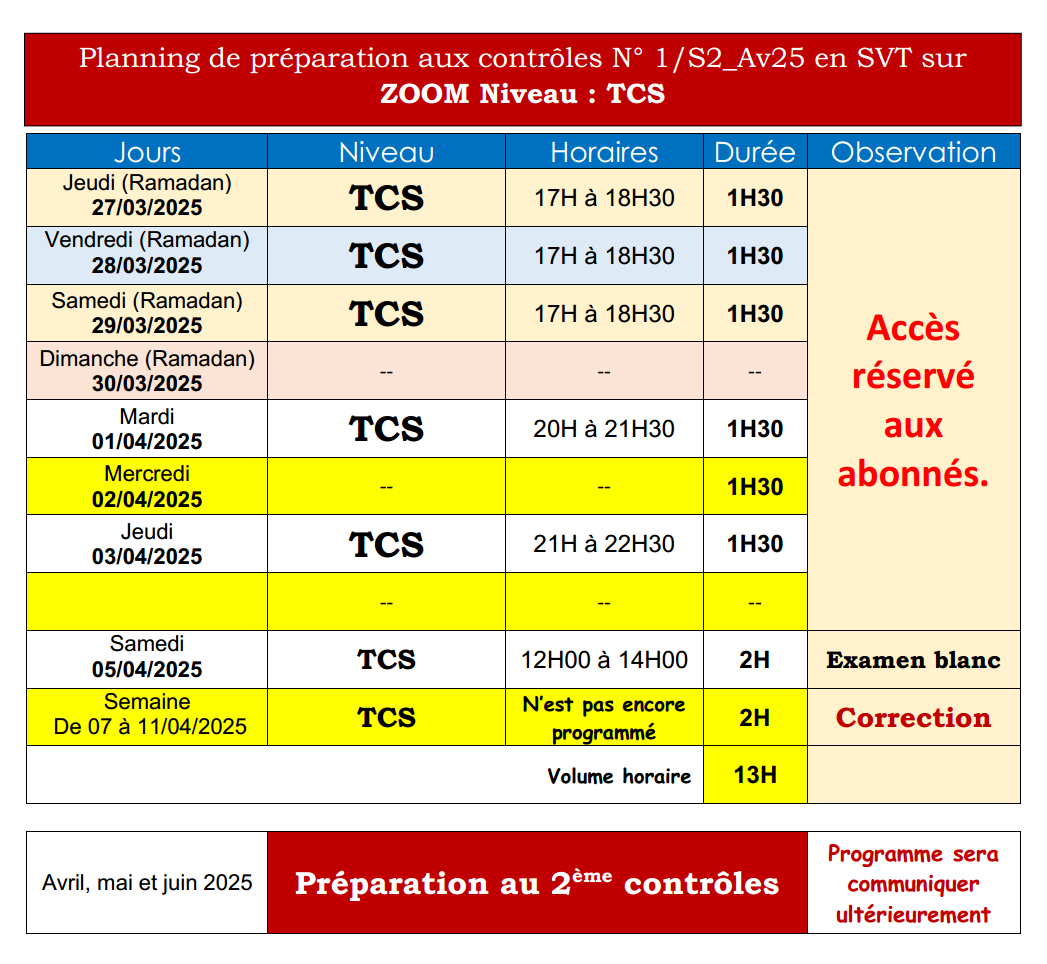 Planning de préparation aux contrôles N° 1/S2_Av25 en SVT sur
ZOOM Niveau : TCS
Jours Niveau Horaires Durée Observation
Jeudi (Ramadan)
27/03/2025 TCS 17H à 18H30 1H30
Vendredi (Ramadan)
28/03/2025 TCS 17H à 18H30 1H30
Samedi (Ramadan)
29/03/2025 TCS 17H à 18H30 1H30
Dimanche (Ramadan)
30/03/2025 -- -- --
Mardi
01/04/2025 TCS 20H à 21H30 1H30
Mercredi
02/04/2025 -- -- 1H30
Jeudi
03/04/2025 TCS 21H à 22H30 1H30
-- -- --
Accès
réservé
aux
abonnés.
Samedi
05/04/2025 TCS 12H00 à 14H00 2H Examen blanc
Semaine
De 07 à 11/04/2025 TCS N'est pas encore
programmé 2H Correction
Volume horaire 13H
Avril, mai et juin 2025 Préparation au 2ème contrôles
Programme sera
communiquer
ultérieurement